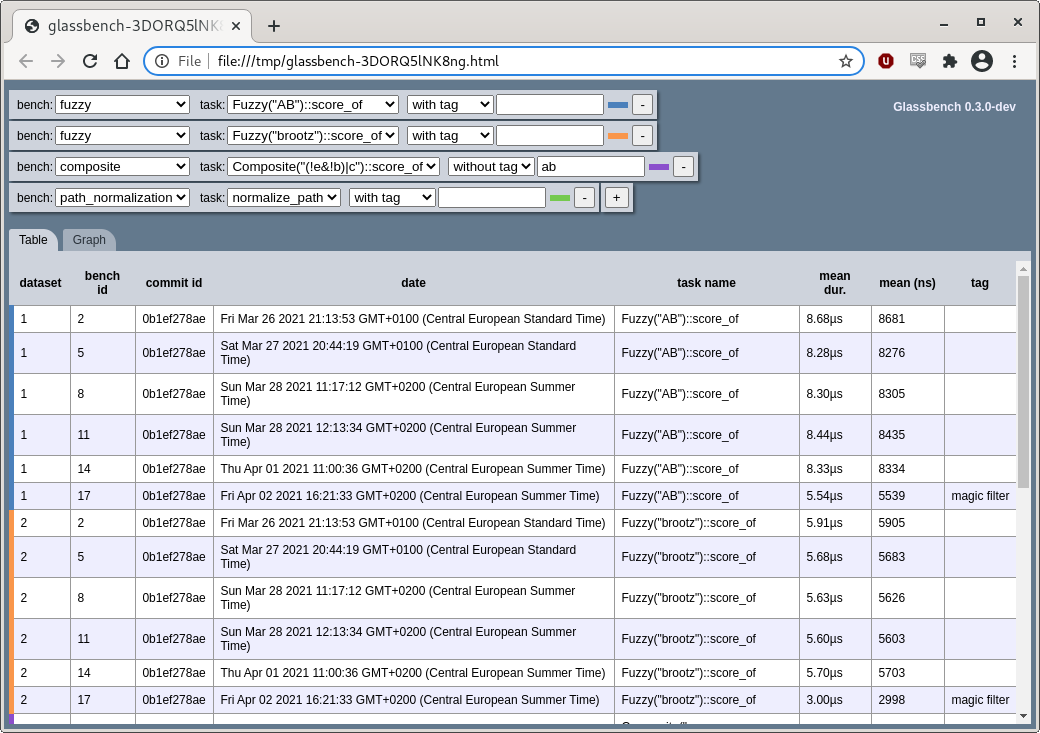 glassbench-3DORQ5lNK
File file:///tmp/glassbench-3DORQ5lNK8ng.html
bench: fuzzy task: Fuzzy("AB")::score_of with tag -
Glassbench 0.3.0-dev
bench: fuzzy task: Fuzzy("brootz")::score_of with tag -
bench: composite task: Composite("(!e&!b)|c")::score_of without tag ab -
bench: path_normalization task: normalize_path with tag - +
Table Graph
dataset bench id commit id date task name mean dur. mean (ns) tag
1 2 0b1ef278ae Fri Mar 26 2021 21:13:53 GMT+0100 (Central European Standard Time) Fuzzy("AB")::score_of 8.68µs 8681
1 5 0b1ef278ae Sat Mar 27 2021 20:44:19 GMT+0100 (Central European Standard Time) Fuzzy("AB")::score_of 8.28µs 8276
1 8 0b1ef278ae Sun Mar 28 2021 11:17:12 GMT+0200 (Central European Summer Time) Fuzzy("AB")::score_of 8.30µs 8305
1 11 0b1ef278ae Sun Mar 28 2021 12:13:34 GMT+0200 (Central European Summer Time) Fuzzy("AB")::score_of 8.44µs 8435
1 14 0b1ef278ae Thu Apr 01 2021 11:00:36 GMT+0200 (Central European Summer Time) Fuzzy("AB")::score_of 8.33µs 8334
1 17 0b1ef278ae Fri Apr 02 2021 16:21:33 GMT+0200 (Central European Summer Time) Fuzzy("AB")::score_of 5.54µs 5539 magic filter
2 2 0b1ef278ae Fri Mar 26 2021 21:13:53 GMT+0100 (Central European Standard Time) Fuzzy("brootz")::score_of 5.91µs 5905
2 5 0b1ef278ae Sat Mar 27 2021 20:44:19 GMT+0100 (Central European Standard Time) Fuzzy("brootz")::score_of 5.68µs 5683
2 8 0b1ef278ae Sun Mar 28 2021 11:17:12 GMT+0200 (Central European Summer Time) Fuzzy("brootz")::score_of 5.63µs 5626
2 11 0b1ef278ae Sun Mar 28 2021 12:13:34 GMT+0200 (Central European Summer Time) Fuzzy("brootz")::score_of 5.60µs 5603
2 14 0b1ef278ae Thu Apr 01 2021 11:00:36 GMT+0200 (Central European Summer Time) Fuzzy("brootz")::score_of 5.70µs 5703
2 17 0b1ef278ae Fri Apr 02 2021 16:21:33 GMT+0200 (Central European Summer Time) Fuzzy("brootz")::score_of 3.00µs 2998 magic filter